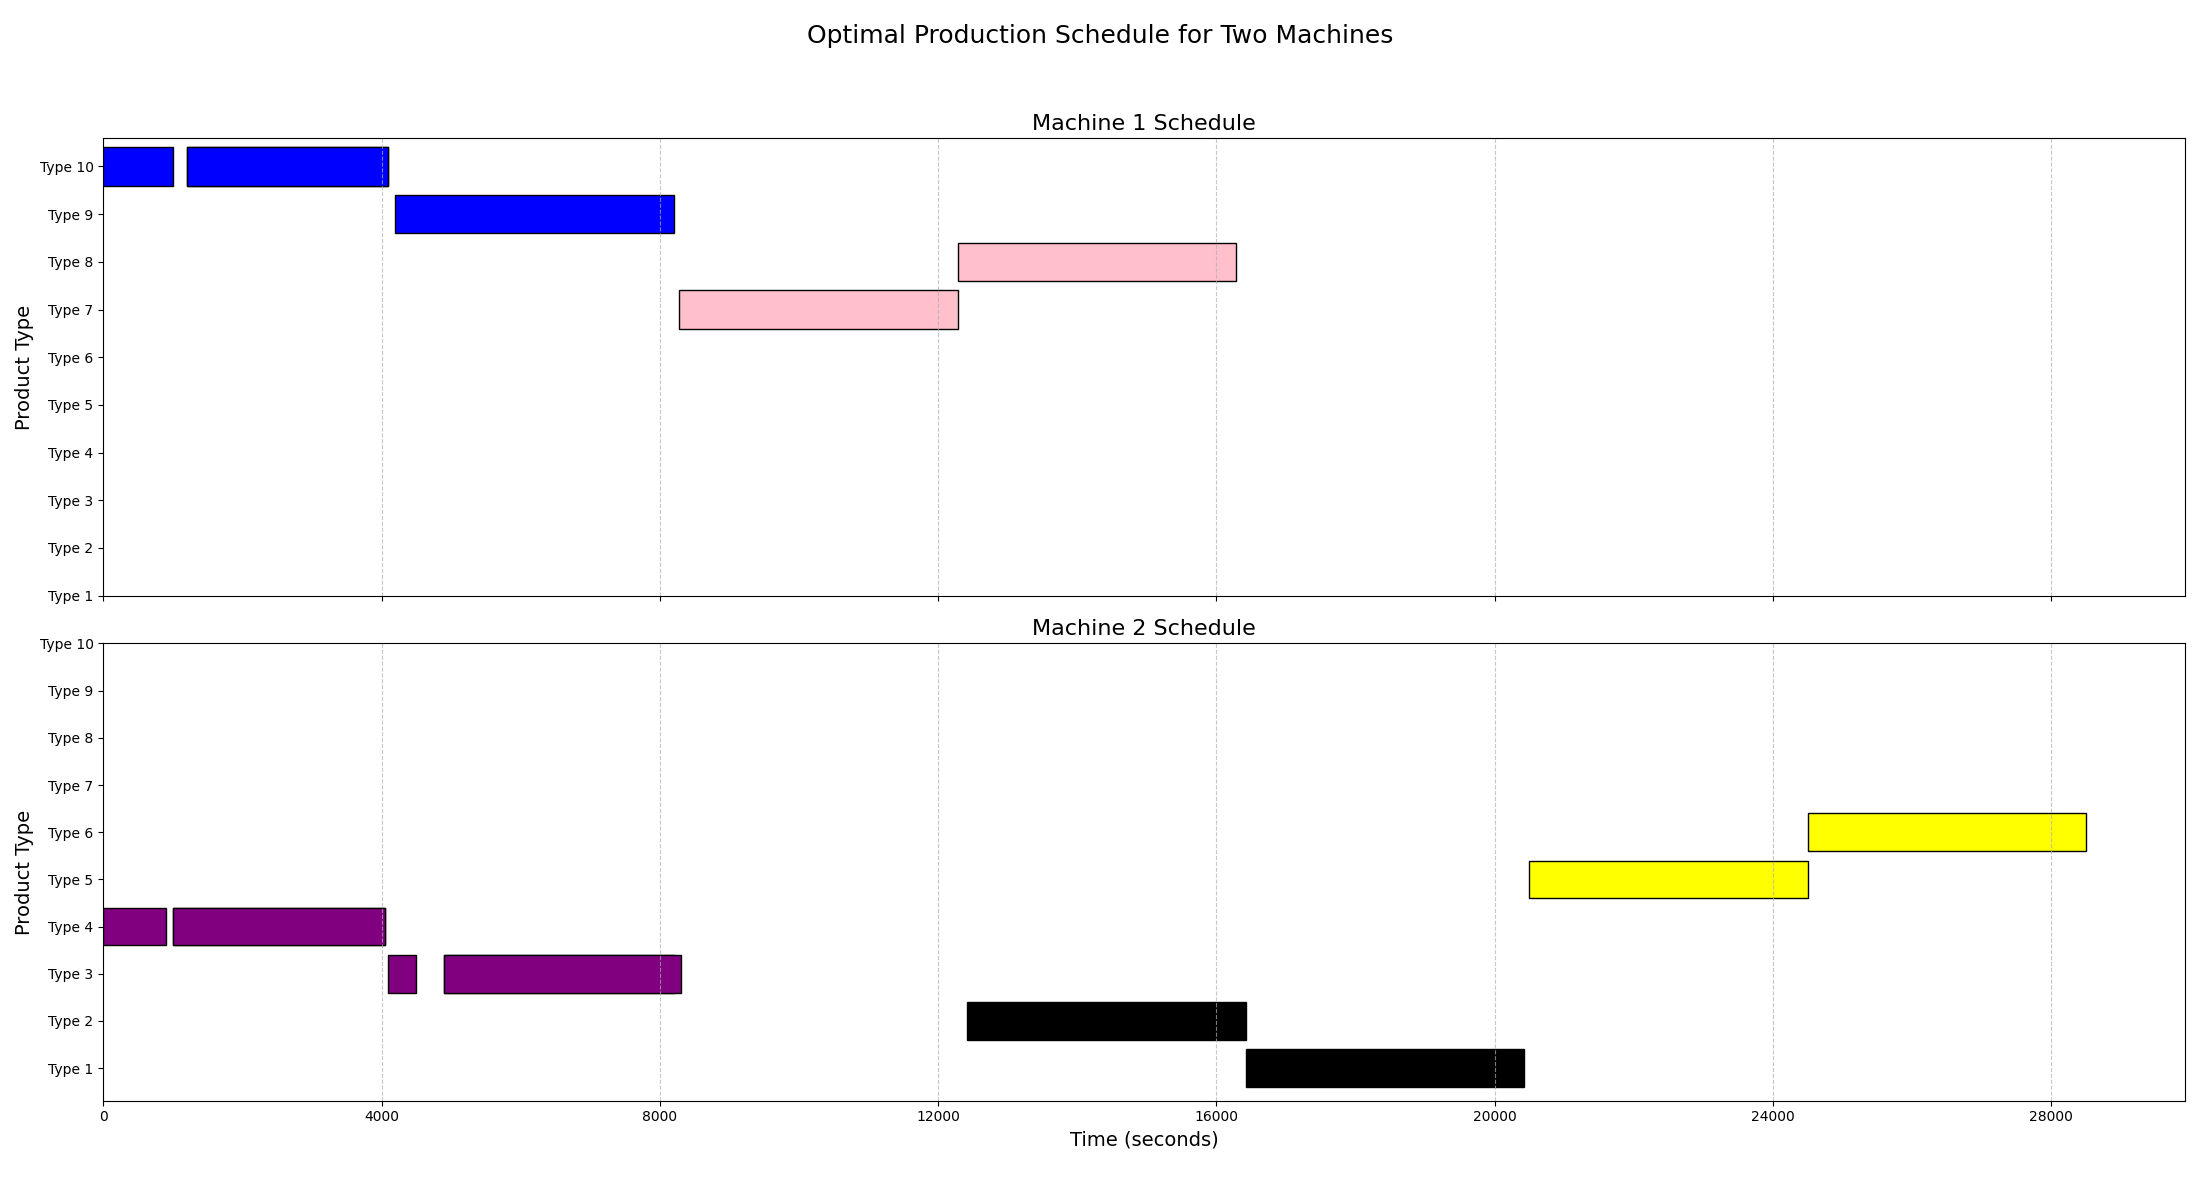 Optimal Production Schedule for Two Machines
Machine 1 Schedule
Product Type
Type 10
Type 9
Type 8
Type 7
Type 6
Type 5
Type 4
Type 3
Type 2
Type 1
Machine 2 Schedule
Product Type
Type 10
Type 9
Type 8
Type 7
Type 6
Type 5
Type 4
Type 3
Type 2
Type 1
0 4000 8000 12000 16000 20000 24000 28000
Time (seconds)